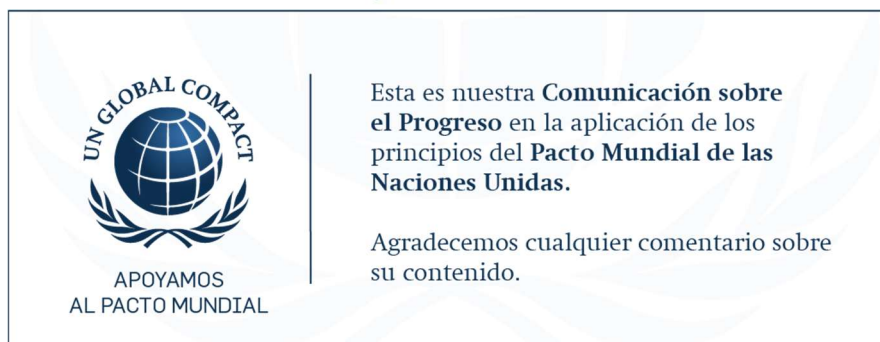 UN GLOBAL COMPACT
APOYAMOS
AL PACTO MUNDIAL
Esta es nuestra Comunicación sobre
el Progreso en la aplicación de los
principios del Pacto Mundial de las
Naciones Unidas.
Agradecemos cualquier comentario sobre
su contenido.